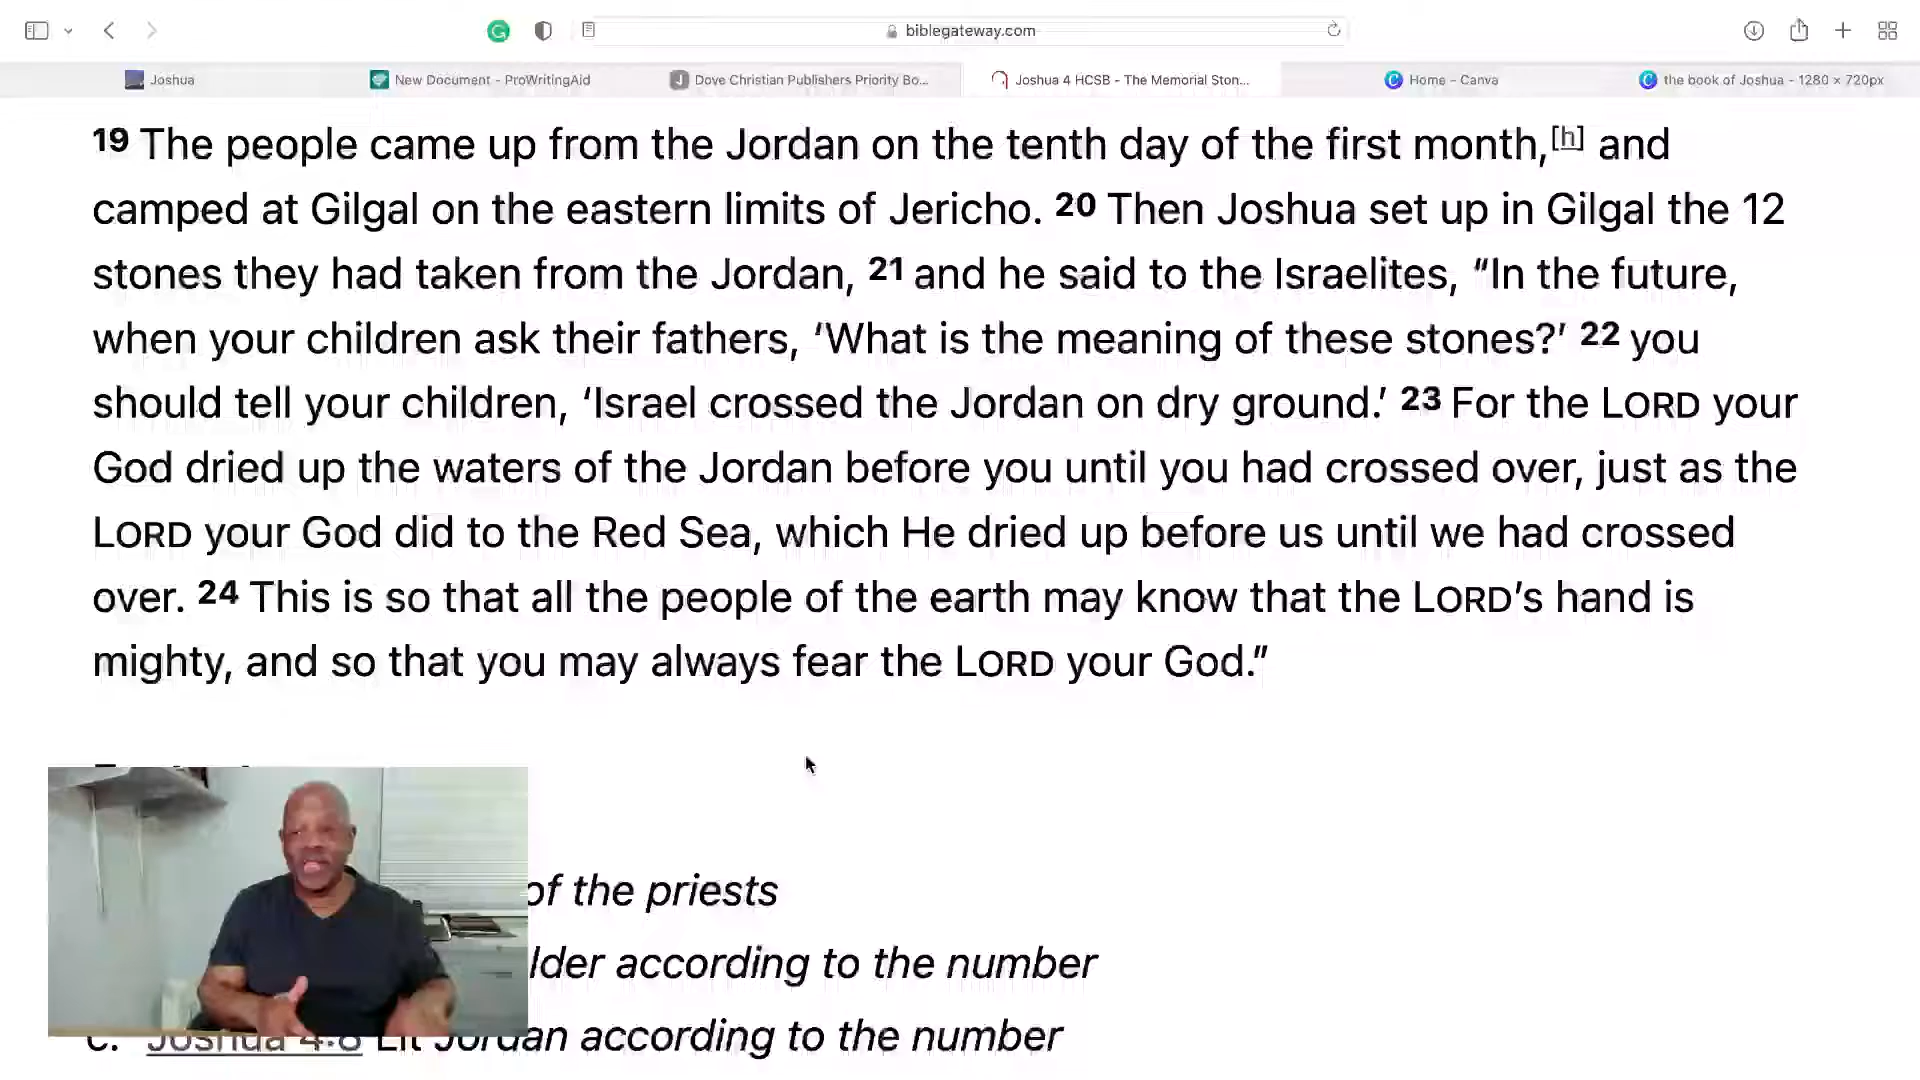 biblegateway.com
Joshua
New Document - ProWritingAid
Dove Christian Publishers Priority Bo...
Joshua 4 HCSB - The Memorial Ston...
Home - Canva
the book of Joshua - 1280 × 720px
19 The people came up from the Jordan on the tenth day of the first month,[h] and
camped at Gilgal on the eastern limits of Jericho. 20 Then Joshua set up in Gilgal the 12
stones they had taken from the Jordan, 21 and he said to the Israelites, “In the future,
when your children ask their fathers, ‘What is the meaning of these stones?’ 22 you
should tell your children, ‘Israel crossed the Jordan on dry ground.’ 23 For the LORD your
God dried up the waters of the Jordan before you until you had crossed over, just as the
LORD your God did to the Red Sea, which He dried up before us until we had crossed
over. 24 This is so that all the people of the earth may know that the LORD’s hand is
mighty, and so that you may always fear the LORD your God.”
of the priests
lder according to the number
c. Joshua 4:8 Lit Jordan according to the number